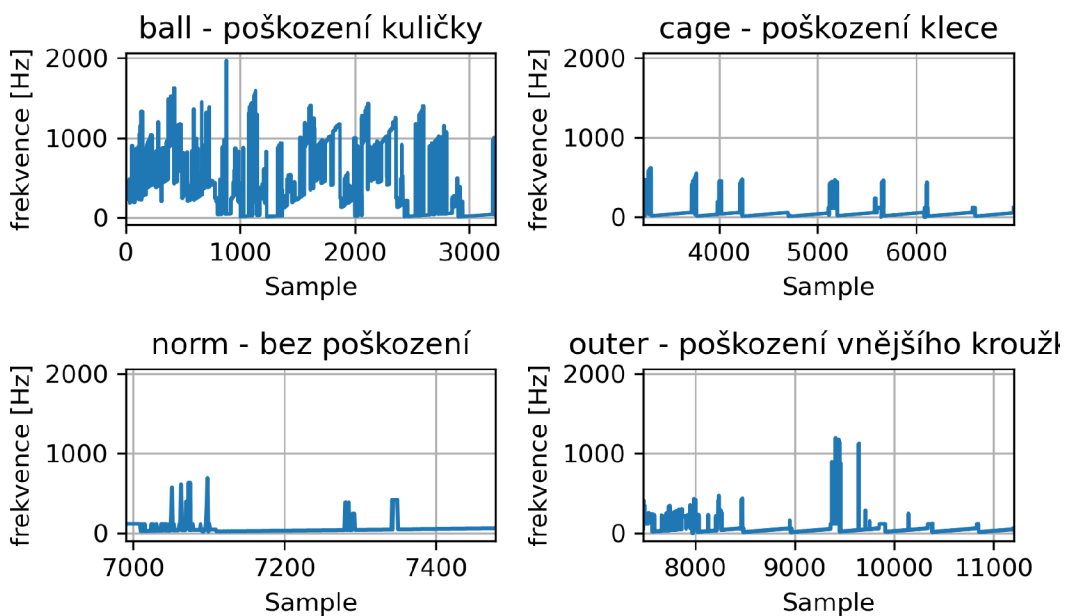 ball - poškození kuličky
2000
1000
0
frekvence [Hz]
0 1000 2000 3000
Sample
cage - poškození klece
2000
1000
0
frekvence [Hz]
4000 5000 6000
Sample
norm - bez poškození
2000
1000
0
frekvence [Hz]
7000 7200 7400
Sample
outer - poškození vnějšího
2000
1000
0
frekvence [Hz]
8000 9000 10000 11000
Sample